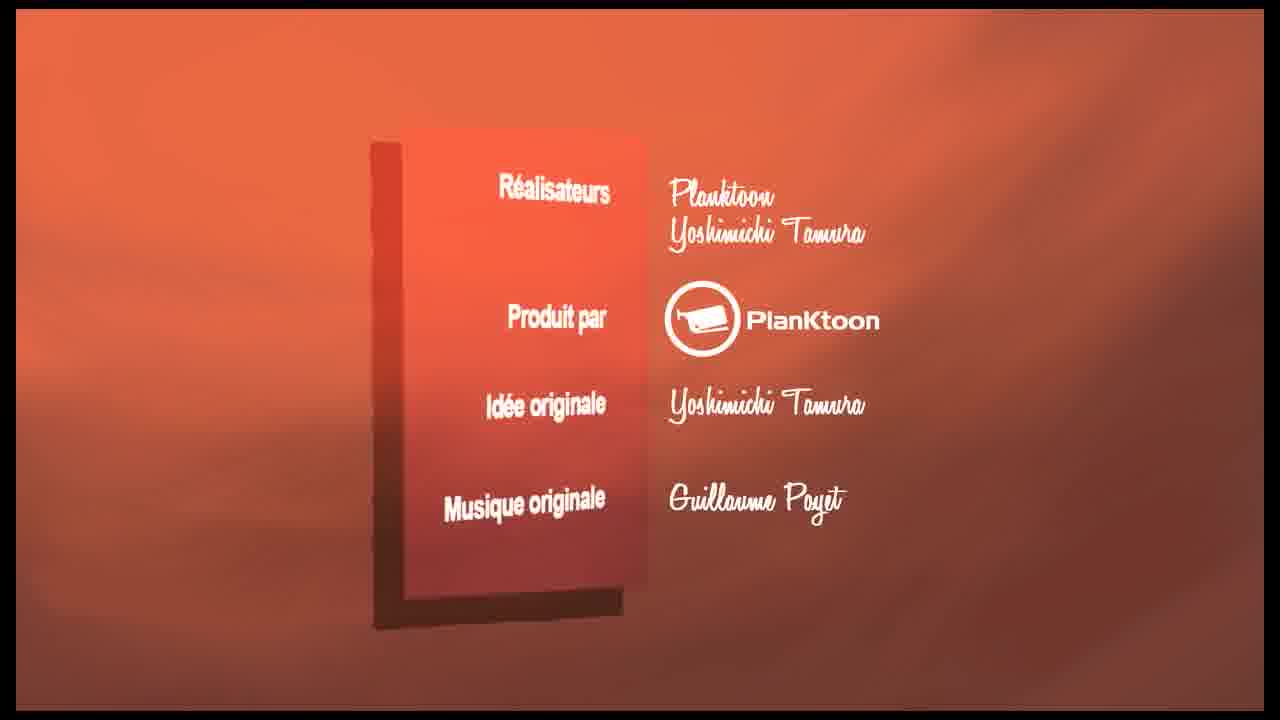 Réalisateurs Planktoon
Yoshimichi Tamura
Produit par PlanKtoon
Idée originale Yoshimichi Tamura
Musique originale Guillaume Poyet